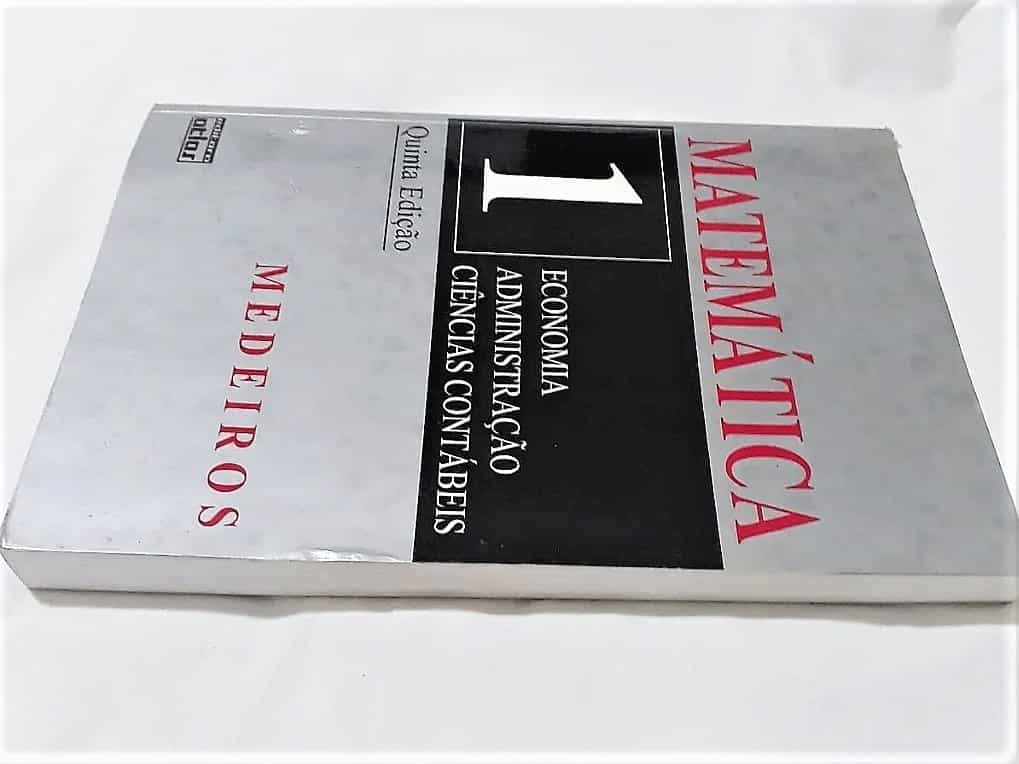 MATEMÁTICA
1
ECONOMIA
ADMINISTRAÇÃO
CIÊNCIAS CONTÁBEIS
Quinta Edição
MEDEIROS
atlas